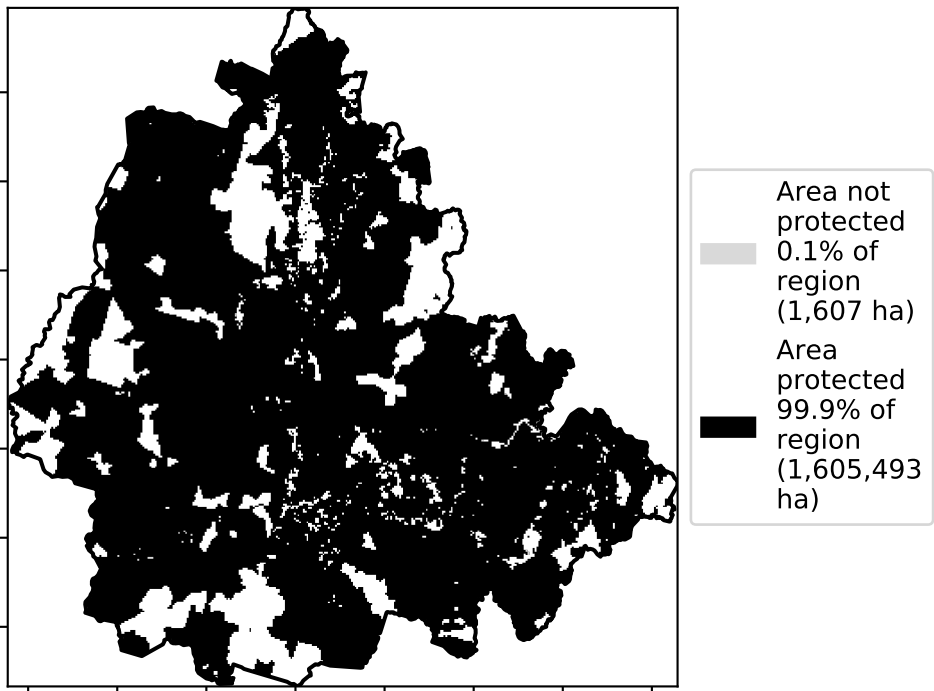 Area not
protected
0.1% of
region
(1,607 ha)
Area
protected
99.9% of
region
(1,605,493
ha)